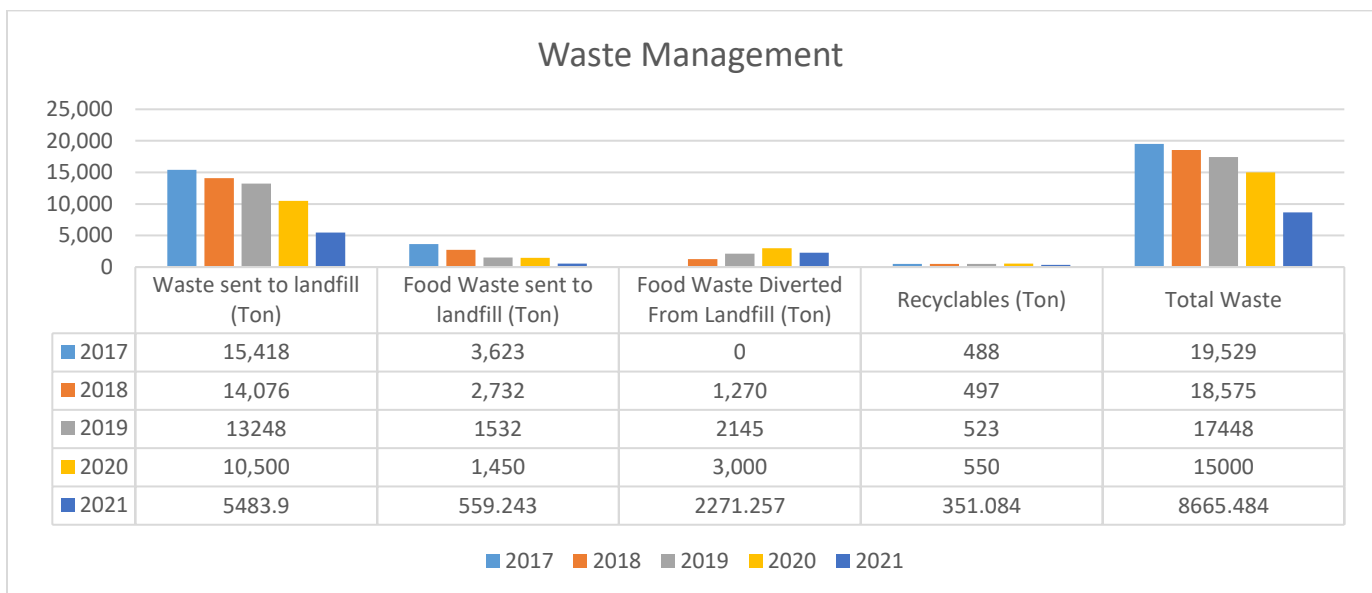 Waste Management
25,000
20,000
15,000
10,000
5,000
0
Waste sent to landfill (Ton) Food Waste sent to landfill (Ton) Food Waste Diverted From Landfill (Ton) Recyclables (Ton) Total Waste
2017 15,418 3,623 0 488 19,529
2018 14,076 2,732 1,270 497 18,575
2019 13248 1532 2145 523 17448
2020 10,500 1,450 3,000 550 15000
2021 5483.9 559.243 2271.257 351.084 8665.484
2017 2018 2019 2020 2021